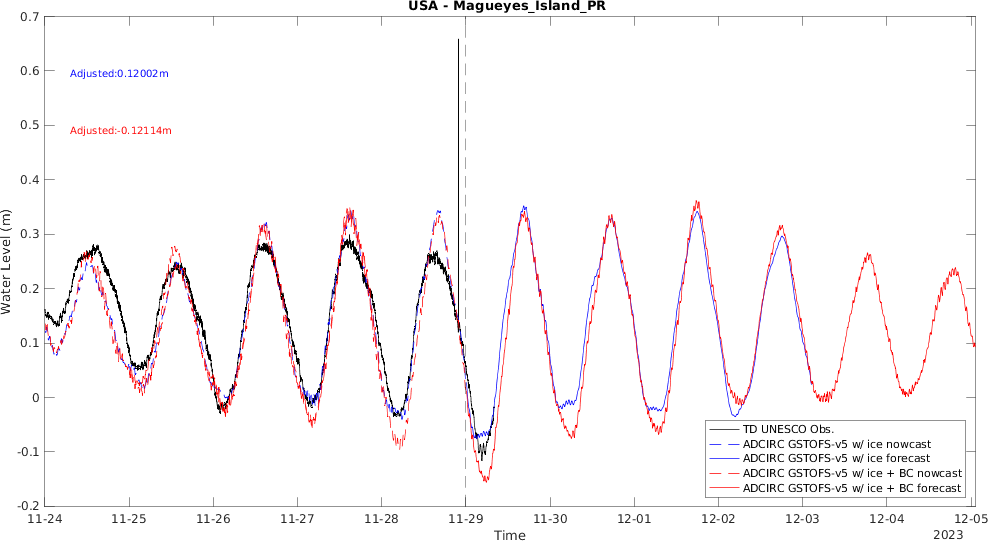 USA - Magueyes_Island_PR
0.7
0.6
0.5
0.4
0.3
0.2
0.1
0
-0.1
-0.2
Water Level (m)
Adjusted:0.12002m
Adjusted:-0.12114m
TD UNESCO Obs.
ADCIRC GSTOFS-v5 w/ ice nowcast
ADCIRC GSTOFS-v5 w/ ice forecast
ADCIRC GSTOFS-v5 w/ ice + BC nowcast
ADCIRC GSTOFS-v5 w/ ice + BC forecast
11-24 11-25 11-26 11-27 11-28 11-29 11-30 12-01 12-02 12-03 12-04 12-05
Time
2023